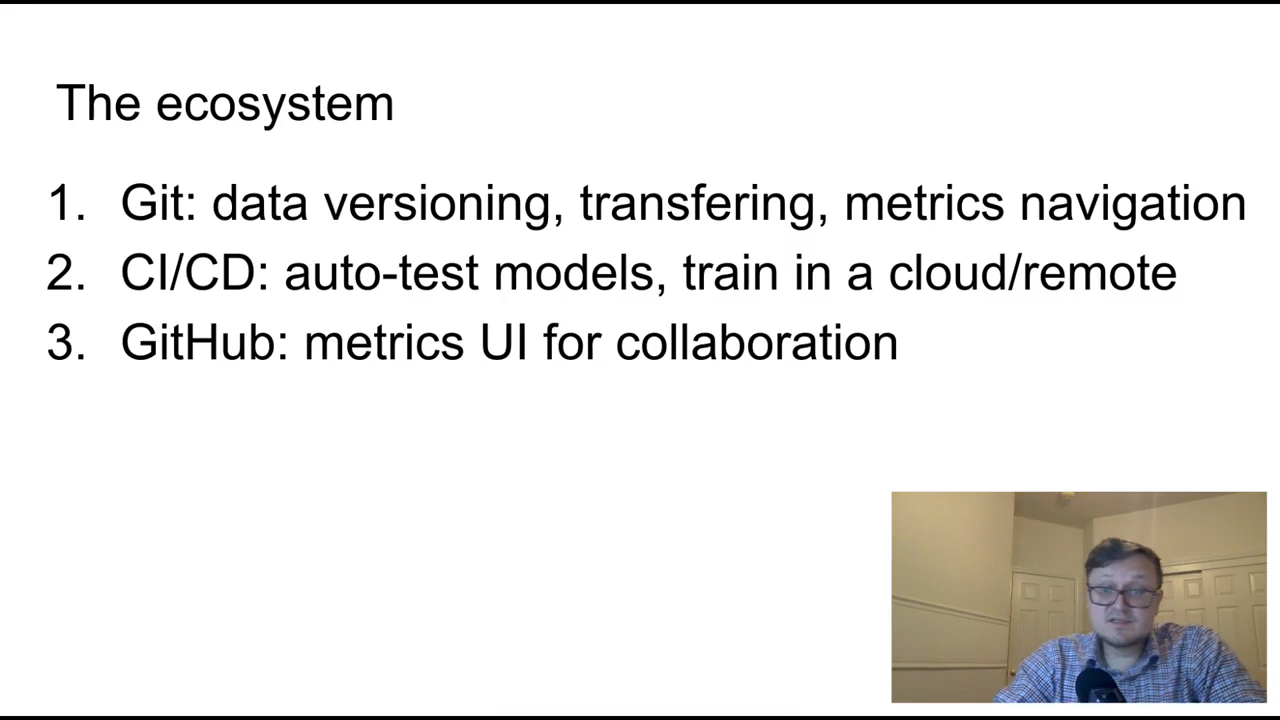 The ecosystem
1. Git: data versioning, transfering, metrics navigation
2. CI/CD: auto-test models, train in a cloud/remote
3. GitHub: metrics UI for collaboration